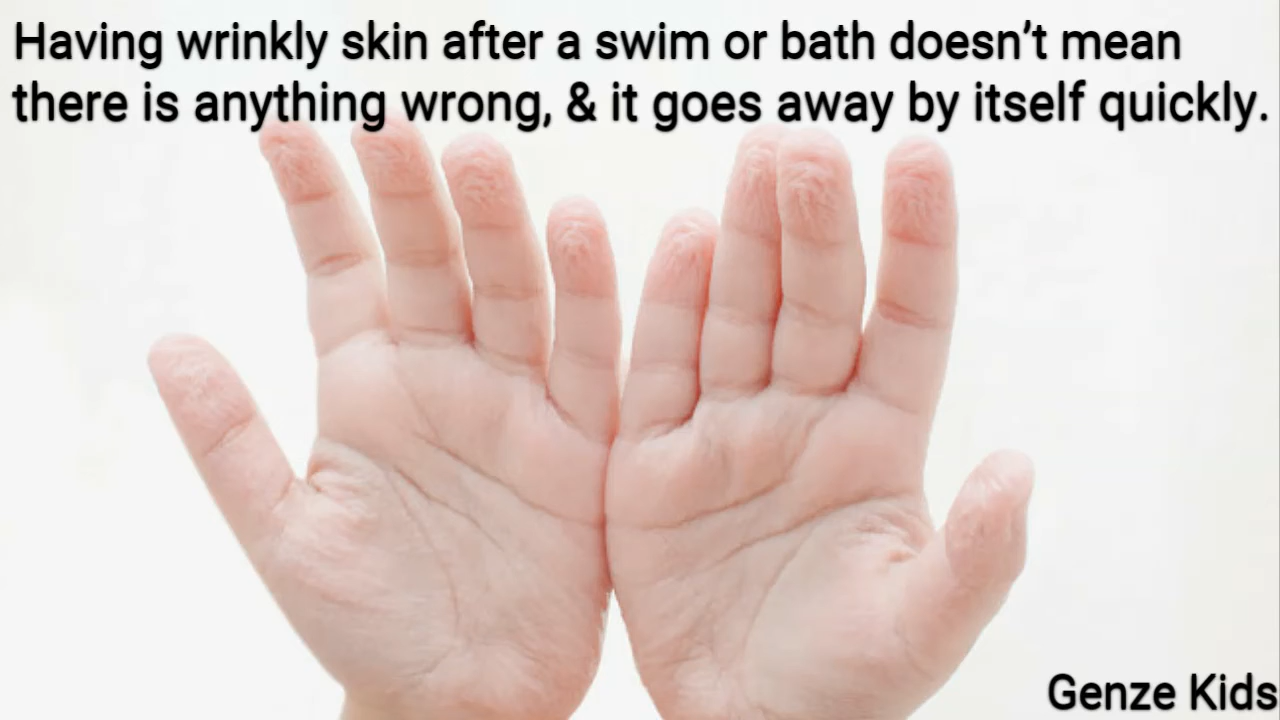 Having wrinkly skin after a swim or bath doesn’t mean
there is anything wrong, & it goes away by itself quickly.
Genze Kids